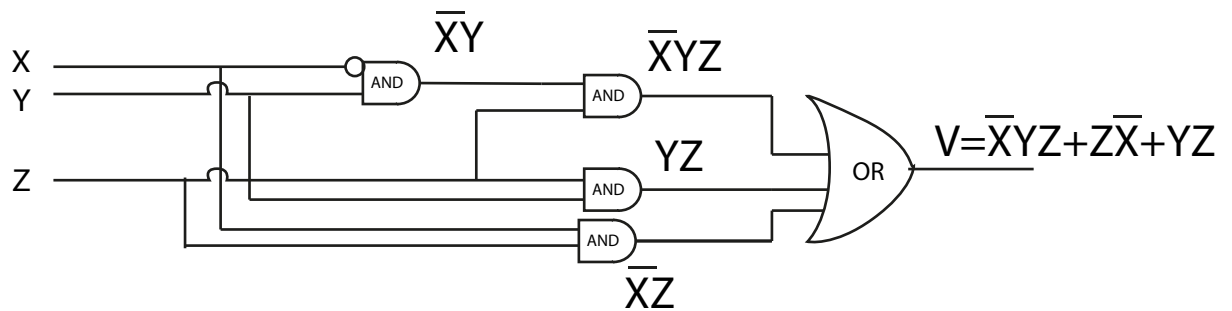 X̅Y
X̅YZ
X
AND
Y
AND
V=X̅YZ+ZX̅+YZ
YZ
OR
Z
AND
AND
X̅Z